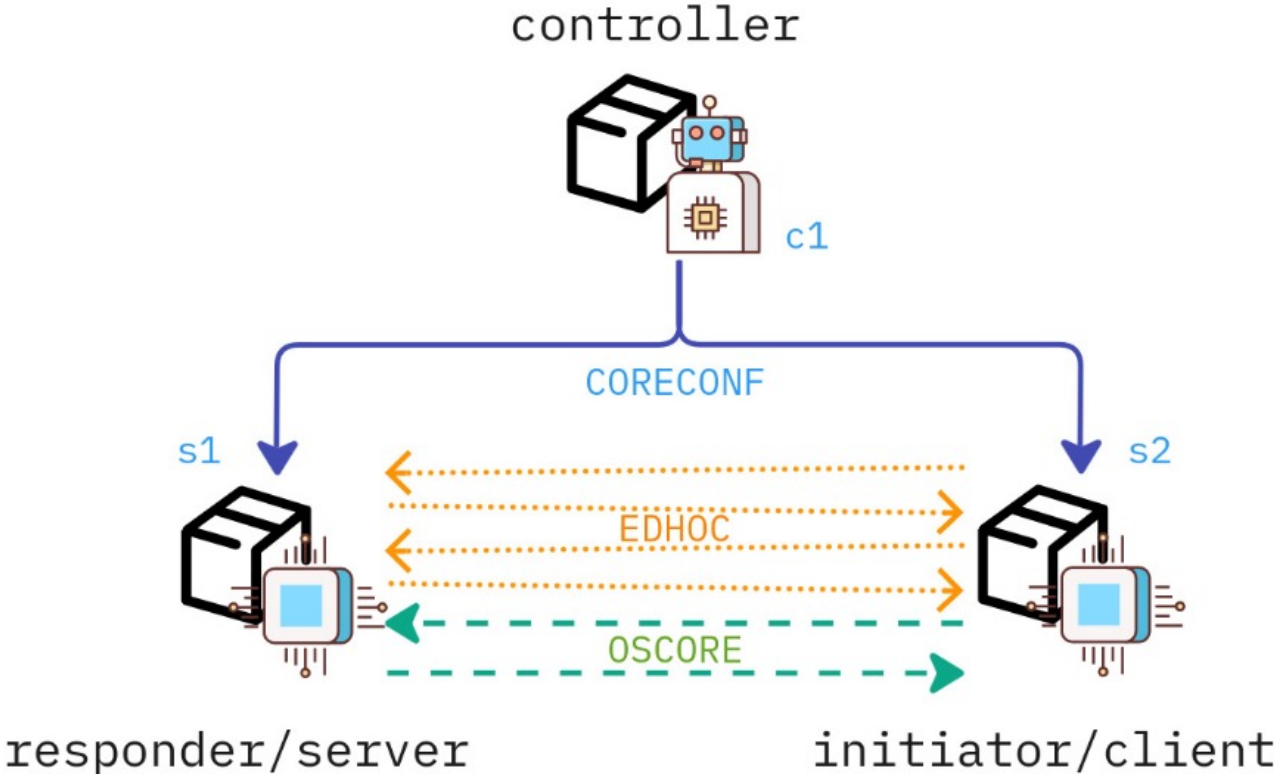 controller
c1
CORECONF
s1
s2
EDHOC
OSCORE
responder/server
initiator/client